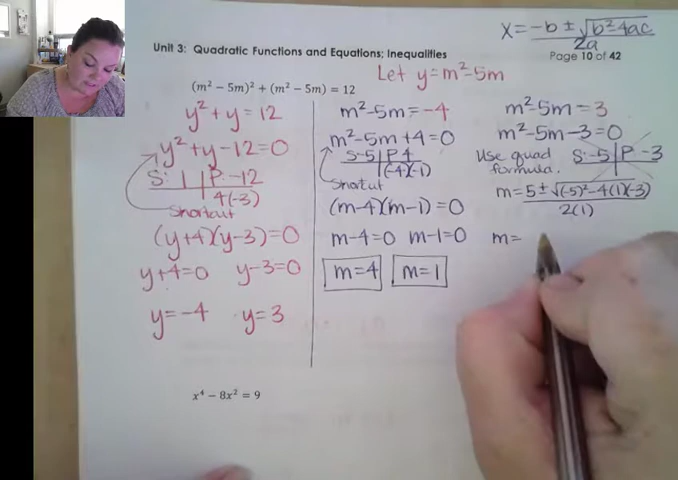 x = -b ± √b²-4ac
2a
Unit 3: Quadratic Functions and Equations; Inequalities
Page 10 of 42
Let y = m² - 5m
(m² − 5m)² + (m² − 5m) = 12
y² + y = 12
y² + y - 12 = 0
S: 1 | P: -12
4(-3)
Shortcut
(y+4)(y-3) = 0
y+4=0 y-3=0
y = -4 y = 3
m² - 5m = -4
m² - 5m + 4 = 0
S -5 | P 4
(-4)(-1)
Shortcut
(m-4)(m-1) = 0
m-4=0 m-1=0
m = 4 m = 1
m² - 5m = 3
m² - 5m - 3 = 0
Use quad formula.
S: -5 | P -3
m = 5 ± √(-5)² - 4(1)(-3)
2(1)
m =
x⁴ − 8x² = 9